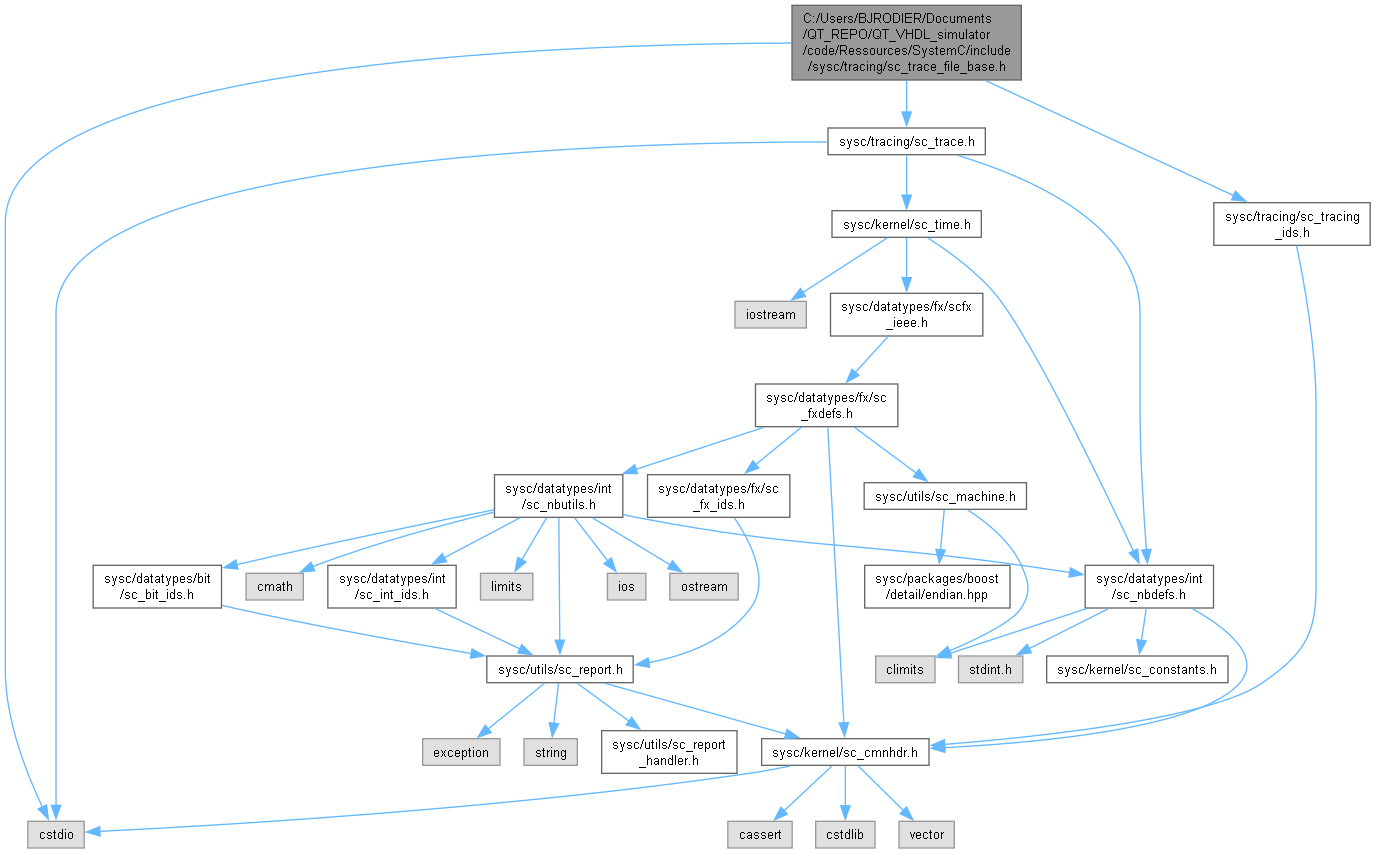 C:/Users/BJRODIER/Documents
/QT_REPO/QT_VHDL_simulator
/code/Ressources/SystemC/include
/sysc/tracing/sc_trace_file_base.h
sysc/tracing/sc_trace.h
sysc/tracing/sc_tracing
_ids.h
sysc/kernel/sc_time.h
iostream
sysc/datatypes/fx/scfx
_ieee.h
sysc/datatypes/fx/sc
_fxdefs.h
sysc/datatypes/int
/sc_nbutils.h
sysc/datatypes/fx/sc
_fx_ids.h
sysc/utils/sc_machine.h
sysc/datatypes/bit
/sc_bit_ids.h
cmath
sysc/datatypes/int
/sc_int_ids.h
limits
ios
ostream
sysc/packages/boost
/detail/endian.hpp
sysc/datatypes/int
/sc_nbdefs.h
sysc/utils/sc_report.h
climits
stdint.h
sysc/kernel/sc_constants.h
exception
string
sysc/utils/sc_report
_handler.h
sysc/kernel/sc_cmnhdr.h
cstdio
cassert
cstdlib
vector